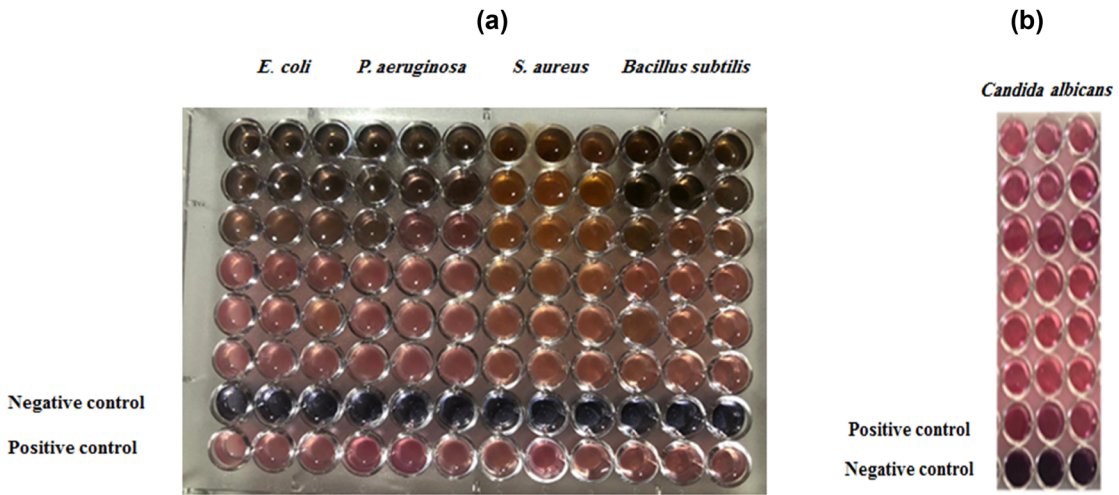 (a)
(b)
E. coli P. aeruginosa S. aureus Bacillus subtilis
Candida albicans
Negative control
Positive control
Positive control
Negative control